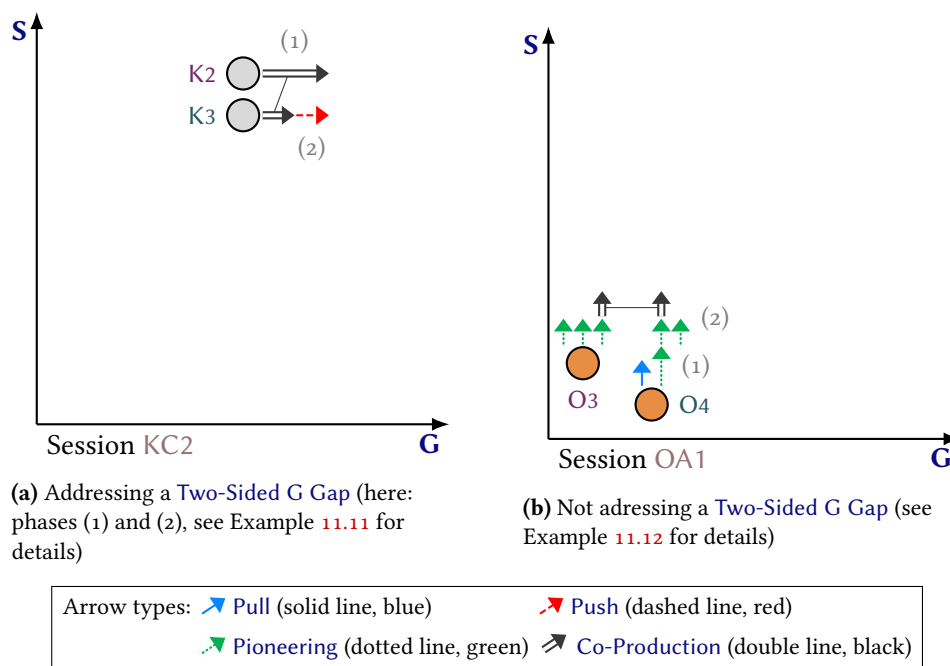 S
(1)
K2
K3
(2)
Session KC2
G
(a) Addressing a Two-Sided G Gap (here:
phases (1) and (2), see Example 11.11 for
details)
S
(2)
(1)
O3
O4
Session OA1
G
(b) Not adressing a Two-Sided G Gap (see
Example 11.12 for details)
Arrow types: Pull (solid line, blue) Push (dashed line, red)
Pioneering (dotted line, green) Co-Production (double line, black)